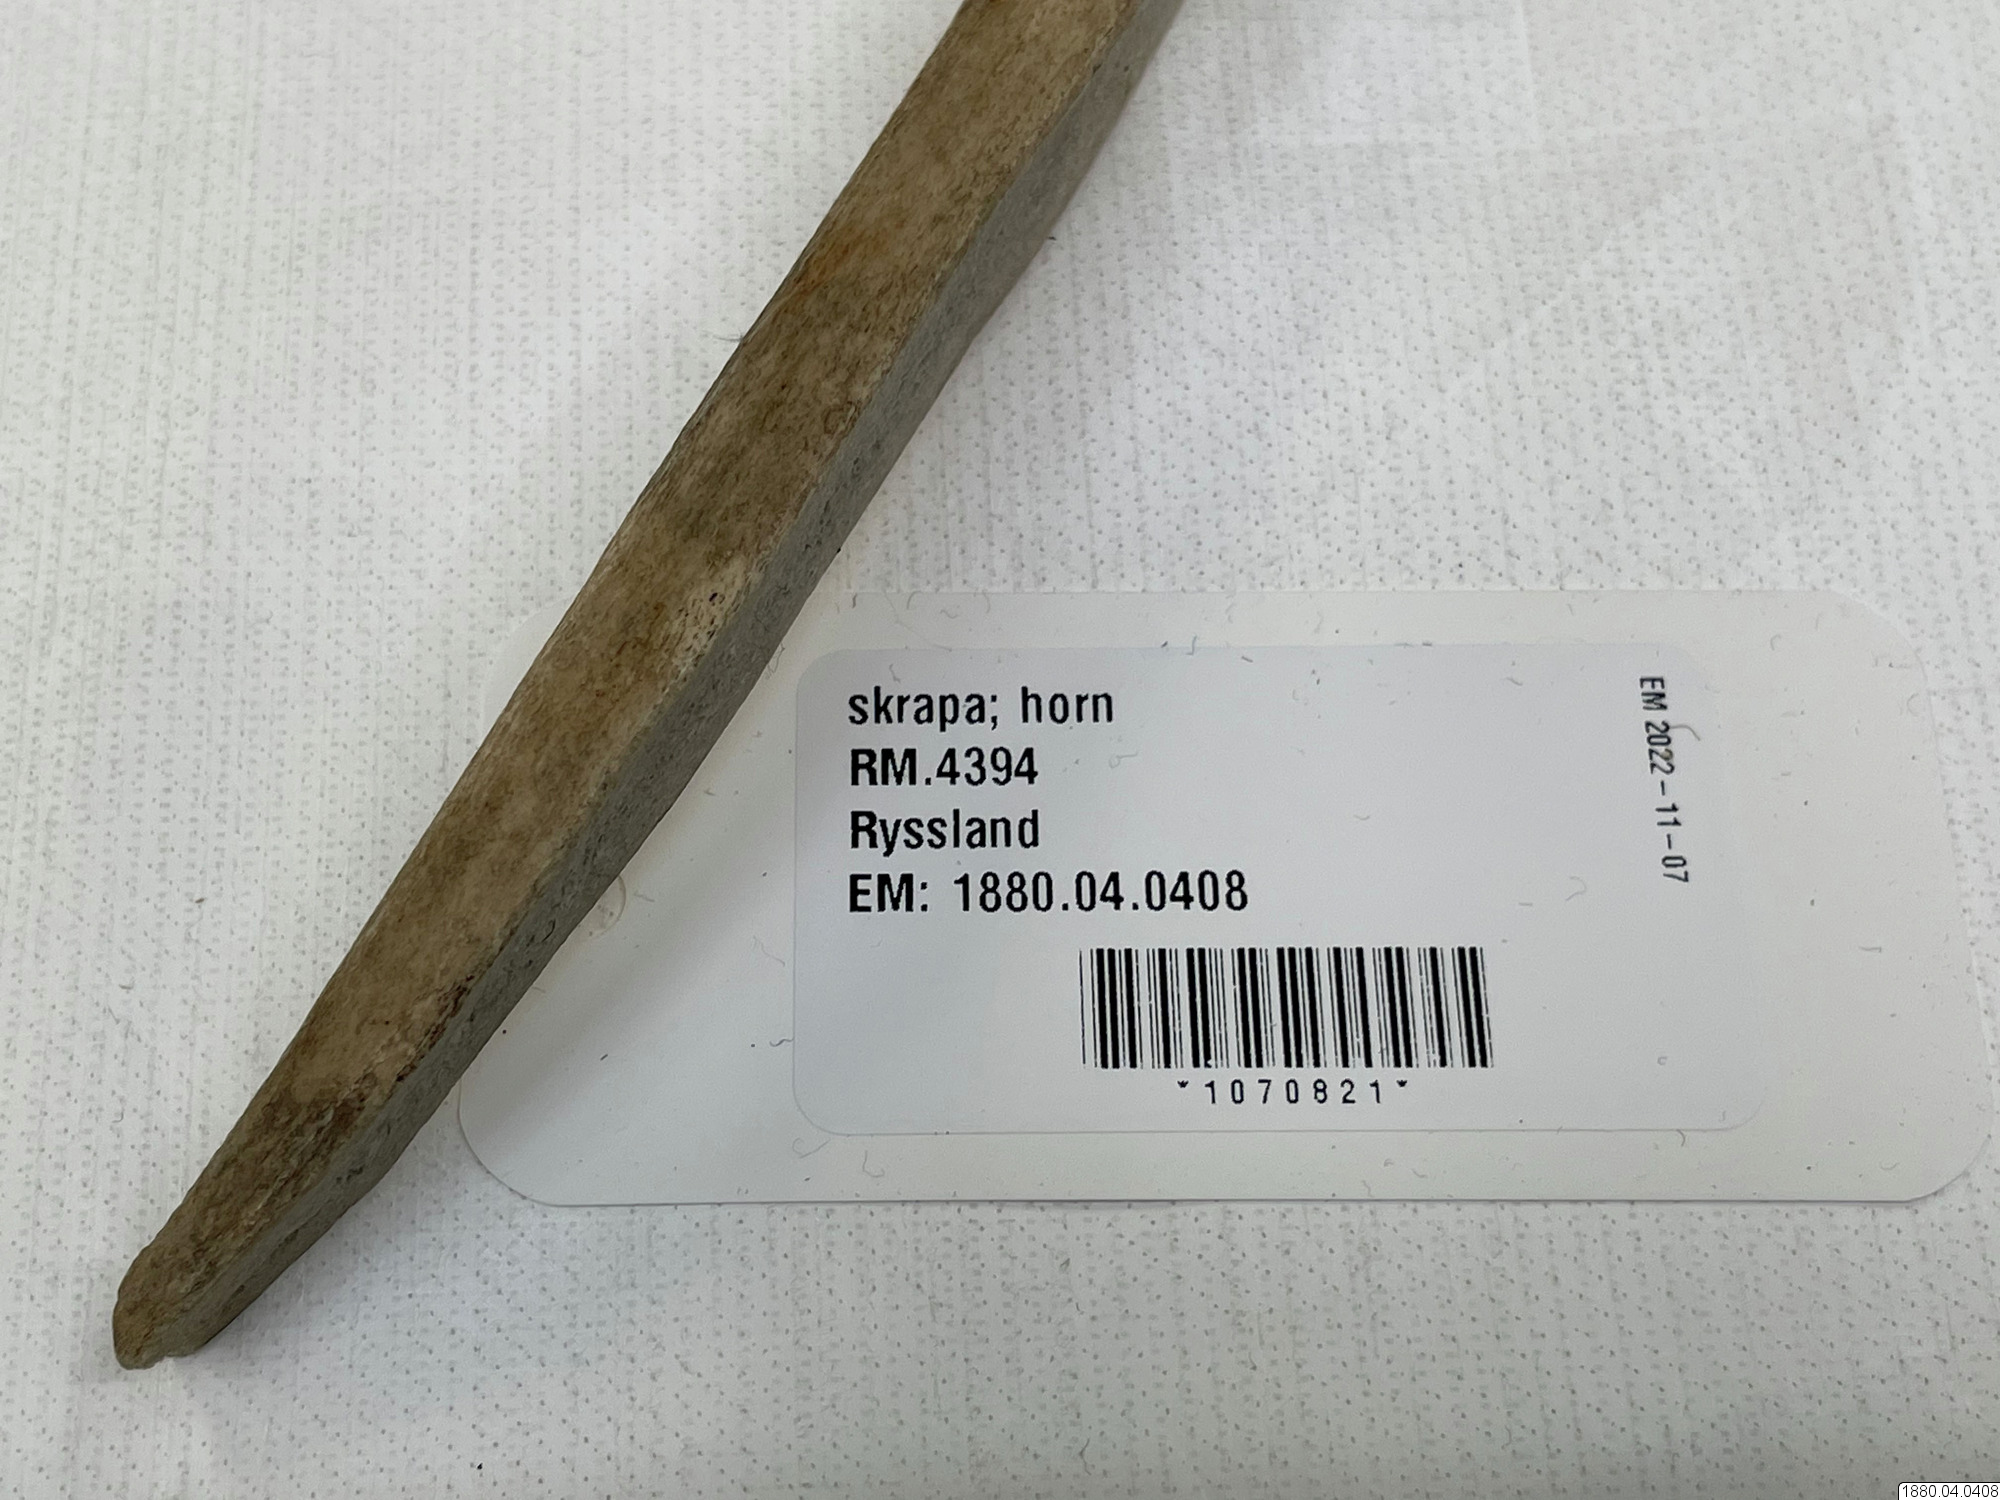 skrapa; horn
RM.4394
Ryssland
EM: 1880.04.0408
*1070821*
EM 2022-11-07
1880.04.0408